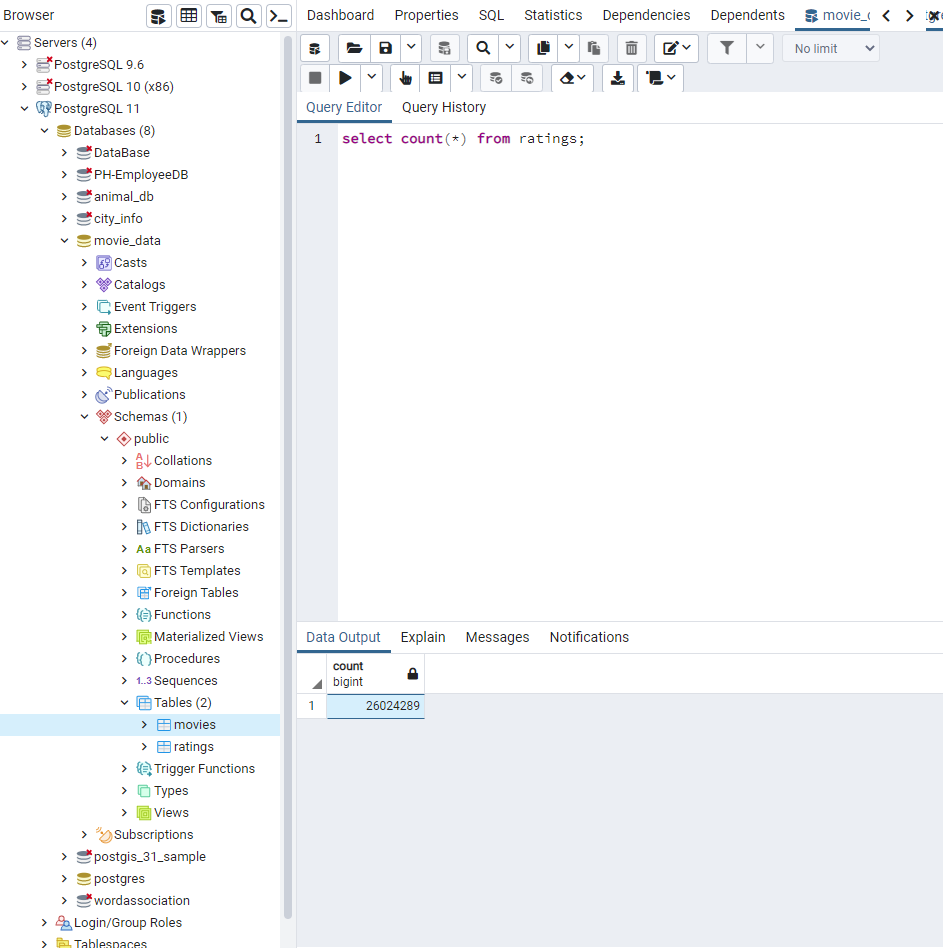 Browser
Servers (4)
PostgreSQL 9.6
PostgreSQL 10 (x86)
PostgreSQL 11
Databases (8)
DataBase
PH-EmployeeDB
animal_db
city_info
movie_data
Casts
Catalogs
Event Triggers
Extensions
Foreign Data Wrappers
Languages
Publications
Schemas (1)
public
Collations
Domains
FTS Configurations
FTS Dictionaries
Aa FTS Parsers
FTS Templates
Foreign Tables
Functions
Materialized Views
Procedures
1..3 Sequences
Tables (2)
movies
ratings
Trigger Functions
Types
Views
Subscriptions
postgis_31_sample
postgres
wordassociation
Login/Group Roles
Tablespaces
Dashboard Properties SQL Statistics Dependencies Dependents movie_
No limit
Query Editor Query History
1 select count(*) from ratings;
Data Output Explain Messages Notifications
count
bigint
1 26024289